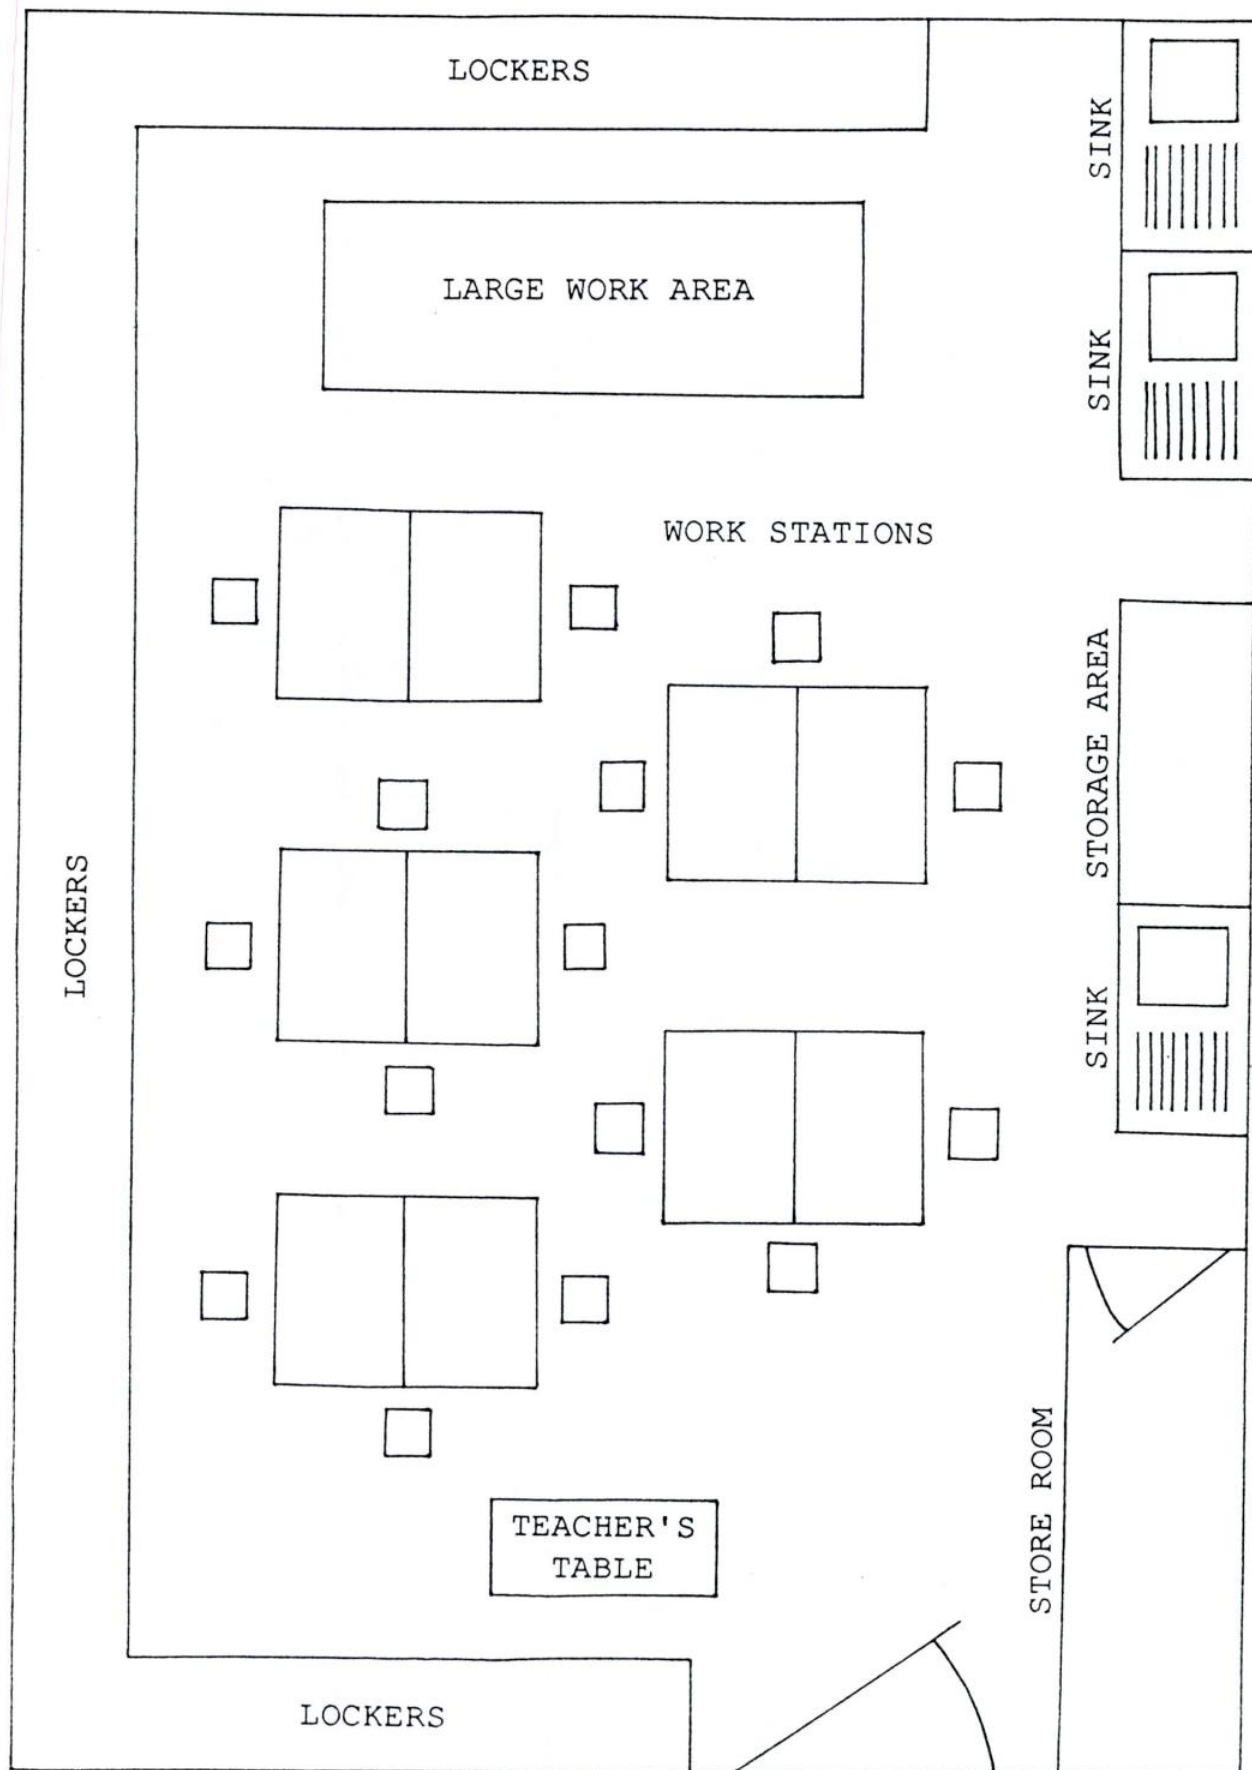 LOCKERS
SINK
LARGE WORK AREA
SINK
WORK STATIONS
STORAGE AREA
LOCKERS
SINK
STORE ROOM
TEACHER'S
TABLE
LOCKERS